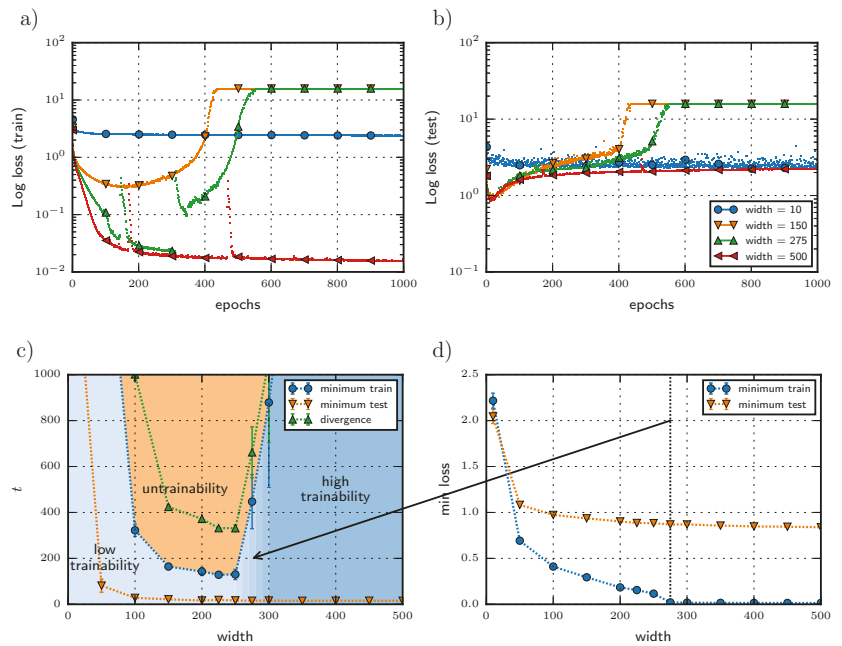 a)
b)
10²
10¹
10⁰
10⁻¹
10⁻²
Log loss (train)
0
200
400
600
800
1000
epochs
10²
10¹
10⁰
10⁻¹
Log loss (test)
0
200
400
600
800
1000
epochs
width = 10
width = 150
width = 275
width = 500
c)
d)
1000
800
600
400
200
0
t
0
100
200
300
400
500
width
minimum train
minimum test
divergence
untrainability
high
trainability
low
trainability
2.5
2.0
1.5
1.0
0.5
0.0
min loss
0
100
200
300
400
500
width
minimum train
minimum test